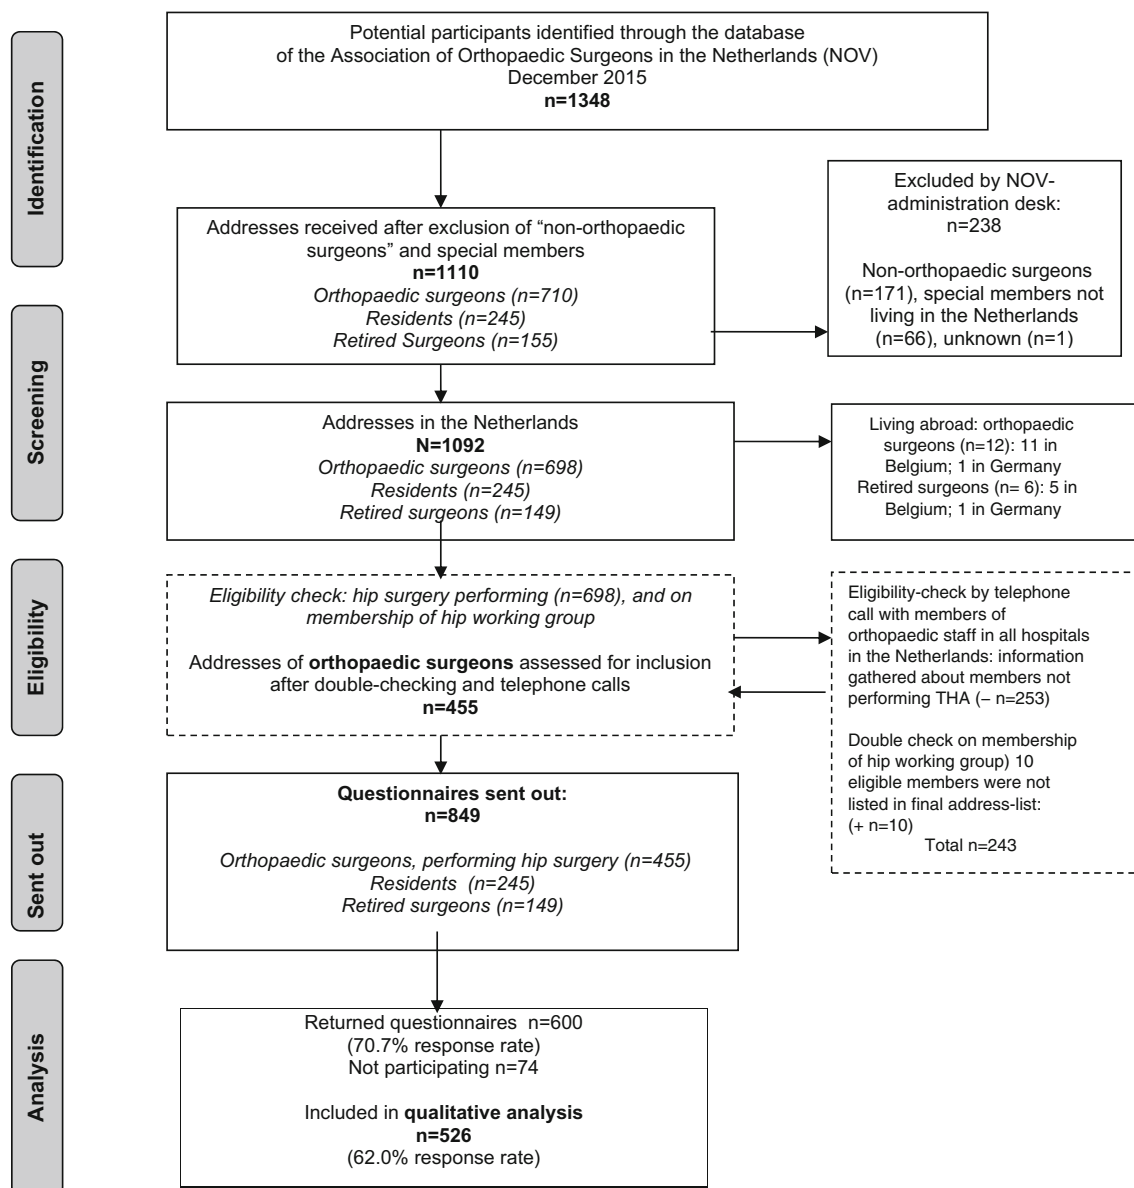 Identification
Potential participants identified through the database
of the Association of Orthopaedic Surgeons in the Netherlands (NOV)
December 2015
n=1348
Addresses received after exclusion of “non-orthopaedic
surgeons” and special members
n=1110
Orthopaedic surgeons (n=710)
Residents (n=245)
Retired Surgeons (n=155)
Excluded by NOV-
administration desk:
n=238
Non-orthopaedic surgeons
(n=171), special members not
living in the Netherlands
(n=66), unknown (n=1)
Screening
Addresses in the Netherlands
N=1092
Orthopaedic surgeons (n=698)
Residents (n=245)
Retired surgeons (n=149)
Living abroad: orthopaedic
surgeons (n=12): 11 in
Belgium; 1 in Germany
Retired surgeons (n= 6): 5 in
Belgium; 1 in Germany
Eligibility
Eligibility check: hip surgery performing (n=698), and on
membership of hip working group
Addresses of orthopaedic surgeons assessed for inclusion
after double-checking and telephone calls
n=455
Eligibility-check by telephone
call with members of
orthopaedic staff in all hospitals
in the Netherlands: information
gathered about members not
performing THA (− n=253)
Double check on membership
of hip working group) 10
eligible members were not
listed in final address-list:
(+ n=10)
Total n=243
Sent out
Questionnaires sent out:
n=849
Orthopaedic surgeons, performing hip surgery (n=455)
Residents (n=245)
Retired surgeons (n=149)
Analysis
Returned questionnaires n=600
(70.7% response rate)
Not participating n=74
Included in qualitative analysis
n=526
(62.0% response rate)